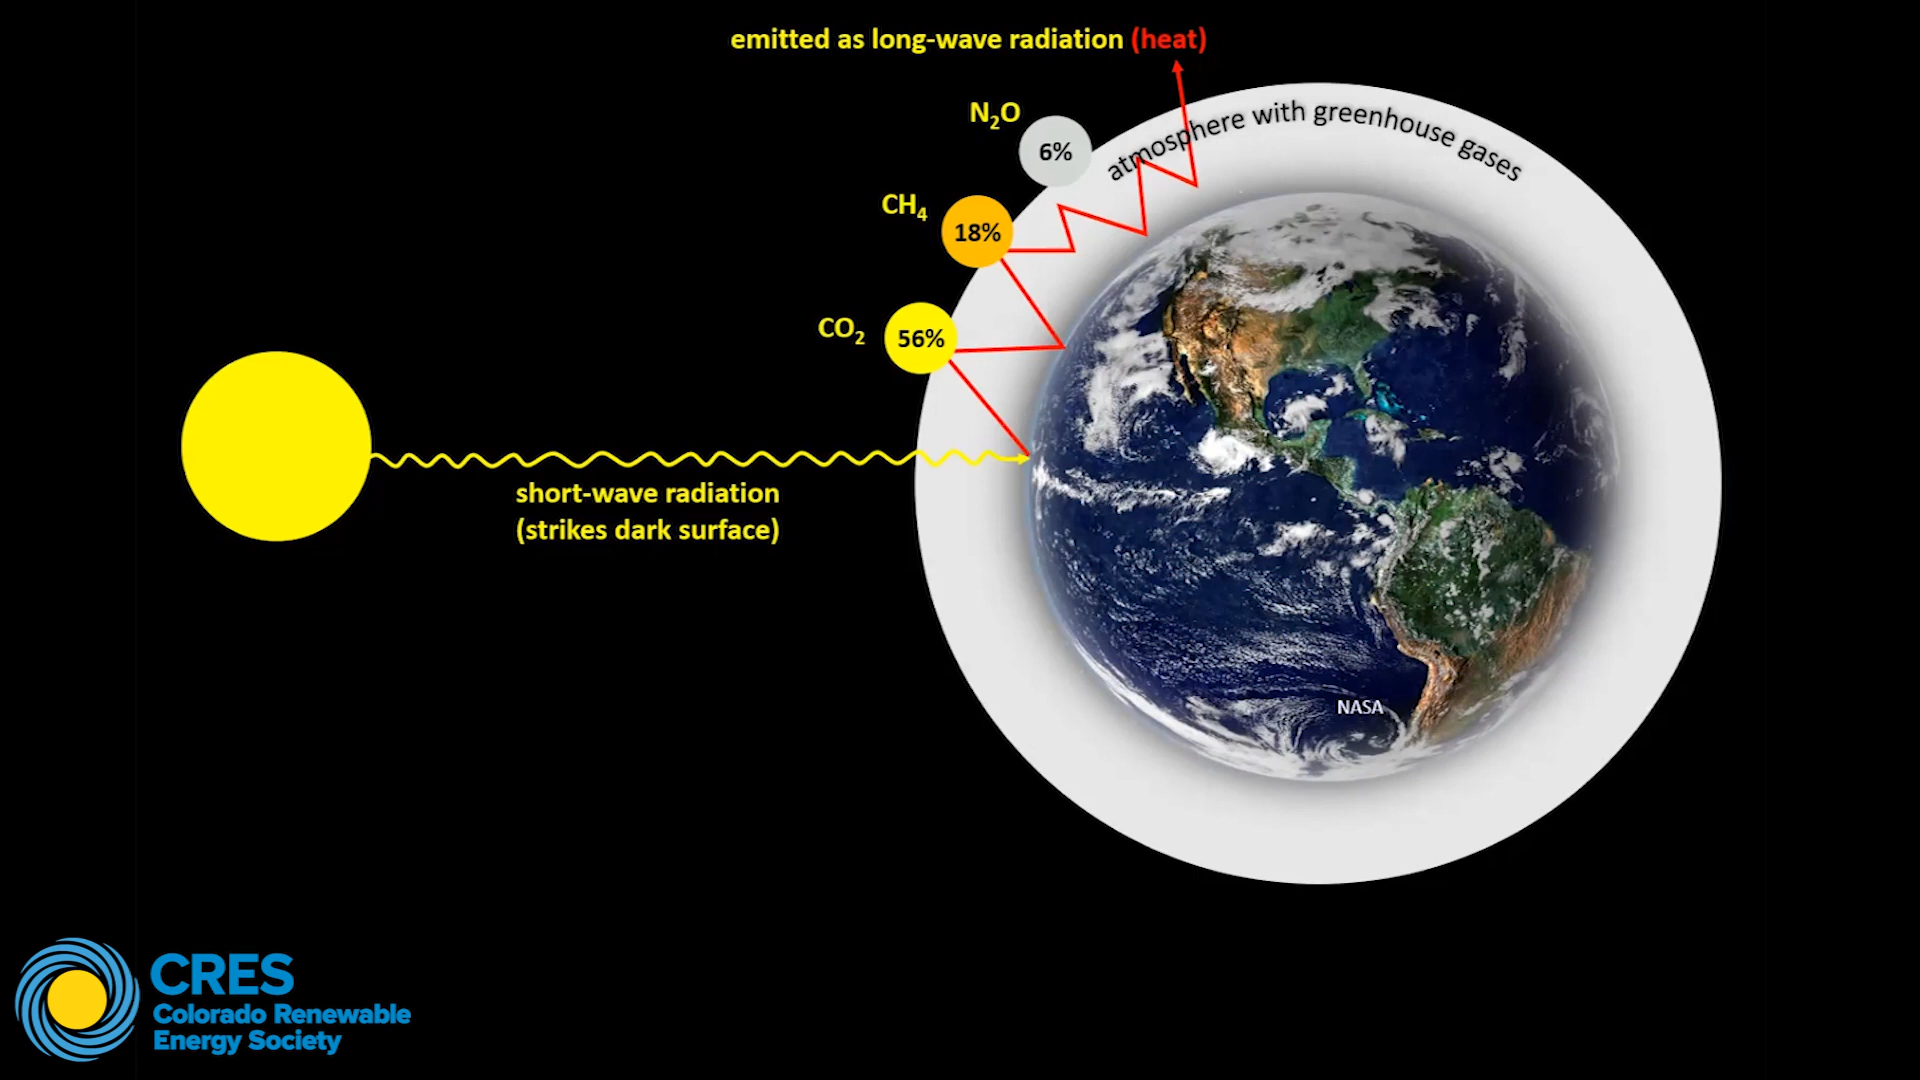 emitted as long-wave radiation (heat)
N₂O
6%
atmosphere with greenhouse gases
CH₄
18%
CO₂
56%
short-wave radiation
(strikes dark surface)
NASA
CRES
Colorado Renewable
Energy Society